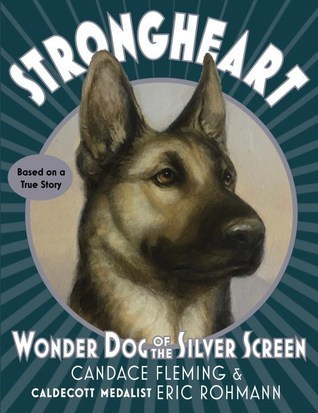 STRONGHEART
Based on a
True Story
WONDER DOG OF THE SILVER SCREEN
CANDACE FLEMING &
CALDECOTT MEDALIST ERIC ROHMANN